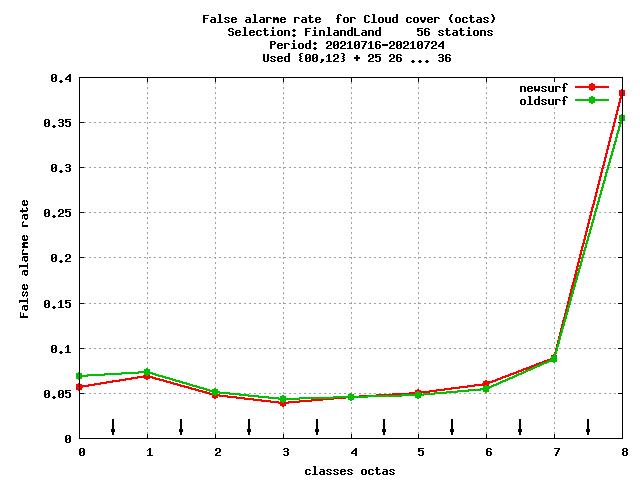 False alarme rate  for Cloud cover (octas)
Selection: FinlandLand     56 stations
Period: 20210716-20210724
Used {00,12} + 25 26 ... 36
newsurf
oldsurf
0.4
0.35
0.3
0.25
0.2
0.15
0.1
0.05
0
False alarme rate
0 1 2 3 4 5 6 7 8
classes octas